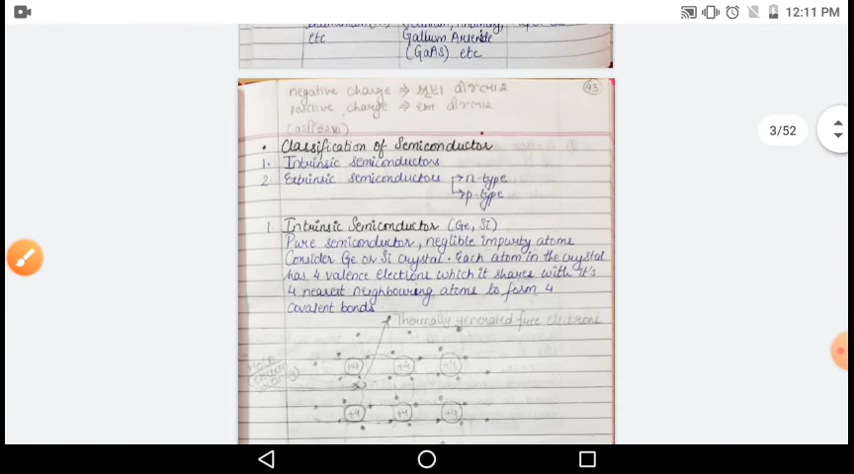 12:11 PM
etc
Gallium Arsenide
(GaAs) etc
3/52
93
negative charge →
positive charge →
• Classification of Semiconductor
1. Intrinsic semiconductors
2. Extrinsic semiconductors → n-type
→ p-type
1. Intrinsic Semiconductor (Ge, Si)
Pure semiconductor, neglible impurity atoms
Consider Ge or Si crystal. Each atom in the crystal
has 4 valence elections which it shares with it's
4 nearest neighbouring atoms to form 4
covalent bonds
Thermally generated free electrons
+4 +4 +4
+4 +4 +4